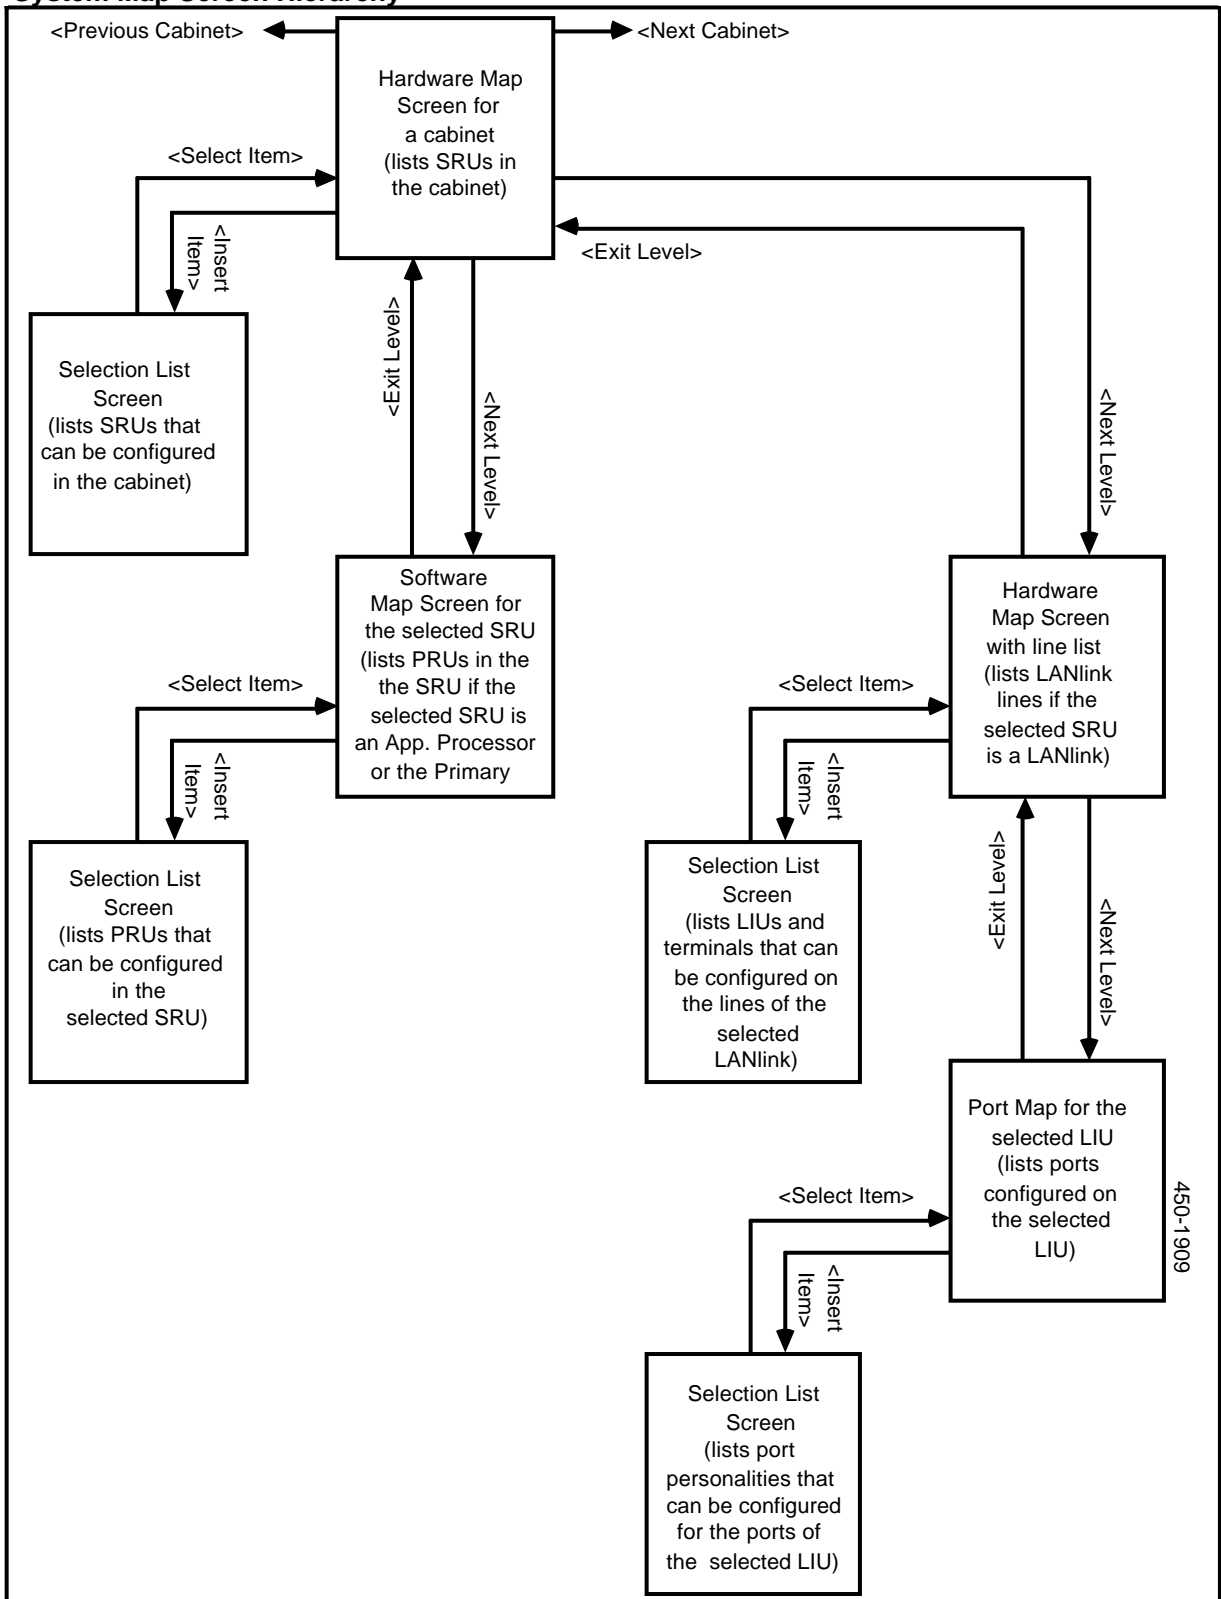 System Map Screen Hierarchy
<Previous Cabinet>
<Next Cabinet>
Hardware Map
Screen for
a cabinet
(lists SRUs in
the cabinet)
<Select Item>
<Insert
Item>
<Exit Level>
Selection List
Screen
(lists SRUs that
can be configured
in the cabinet)
<Exit Level>
<Next Level>
<Next Level>
Software
Map Screen for
the selected SRU
(lists PRUs in the
the SRU if the
selected SRU is
an App. Processor
or the Primary
Hardware
Map Screen
with line list
(lists LANlink
lines if the
selected SRU
is a LANlink)
<Select Item>
<Insert
Item>
<Select Item>
<Insert
Item>
Selection List
Screen
(lists PRUs that
can be configured
in the
selected SRU)
Selection List
Screen
(lists LIUs and
terminals that can
be configured on
the lines of the
selected
LANlink)
<Exit Level>
<Next Level>
Port Map for the
selected LIU
(lists ports
configured on
the selected
LIU)
450-1909
<Select Item>
<Insert
Item>
Selection List
Screen
(lists port
personalities that
can be configured
for the ports of
the selected LIU)